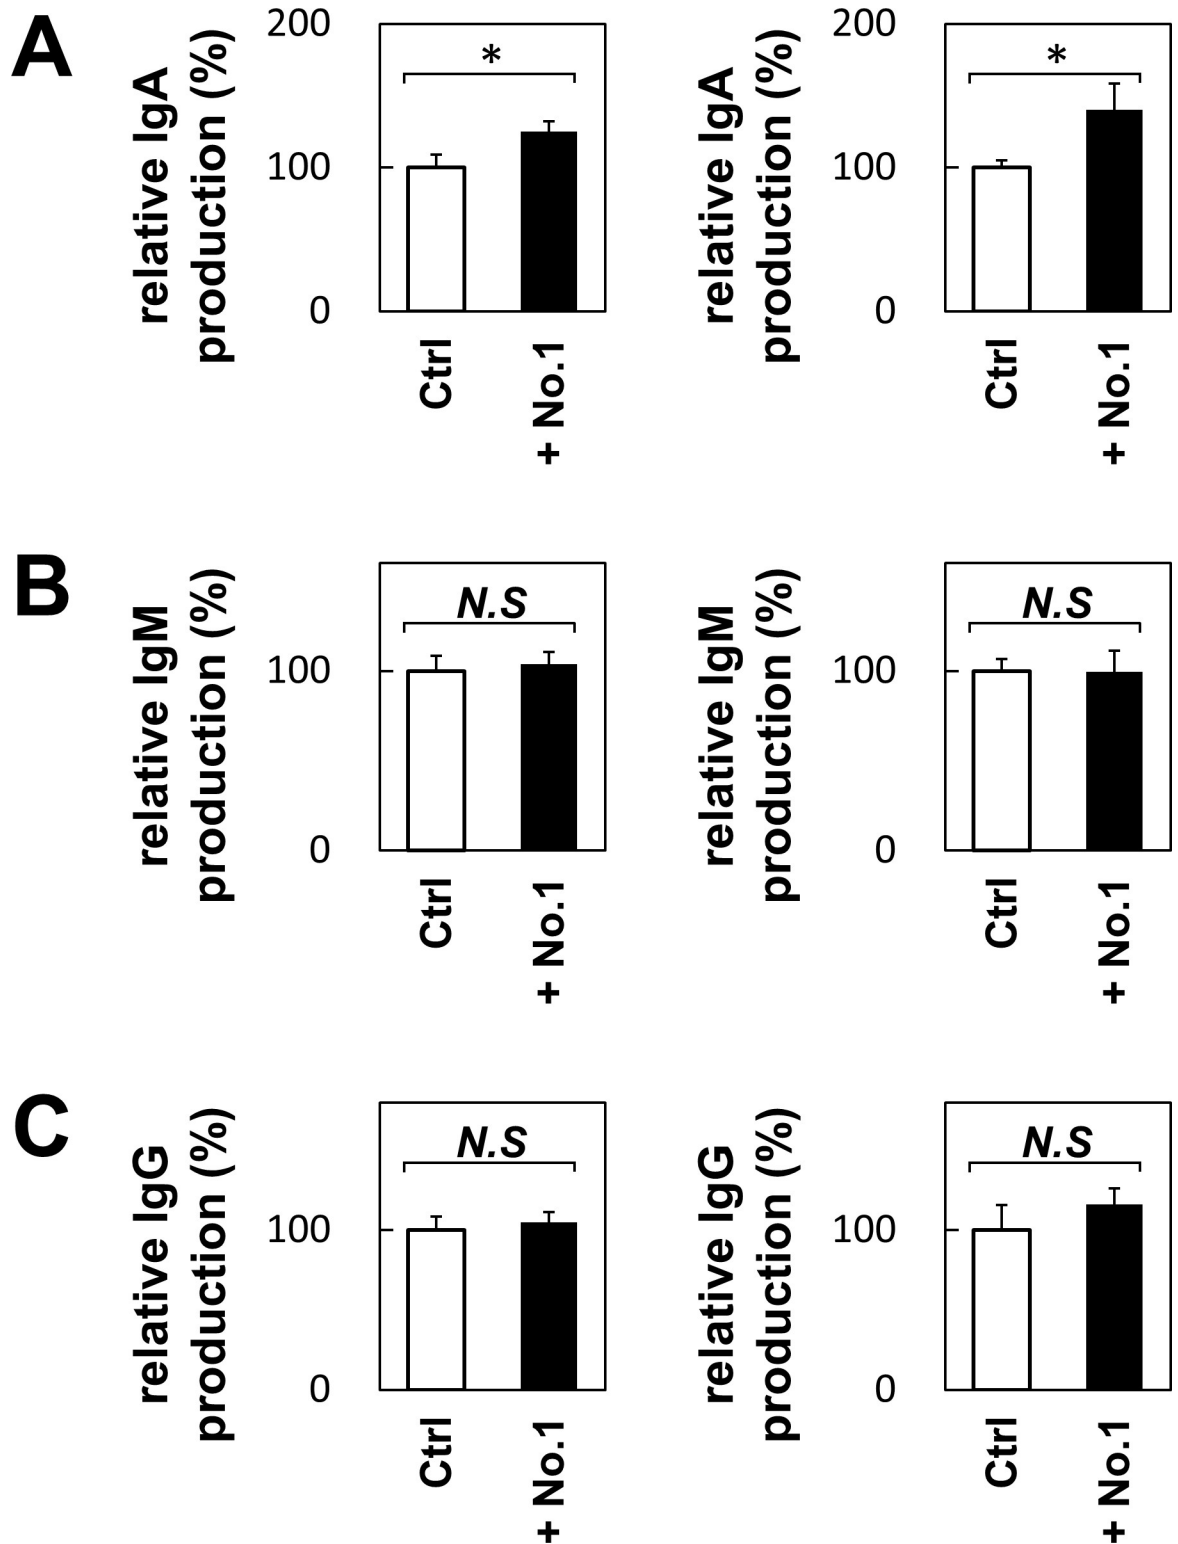 A
relative IgA
production (%)
200
100
0
*
Ctrl
+ No.1
relative IgA
production (%)
200
100
0
*
Ctrl
+ No.1
B
relative IgM
production (%)
100
0
N.S
Ctrl
+ No.1
relative IgM
production (%)
100
0
N.S
Ctrl
+ No.1
C
relative IgG
production (%)
100
0
N.S
Ctrl
+ No.1
relative IgG
production (%)
100
0
N.S
Ctrl
+ No.1